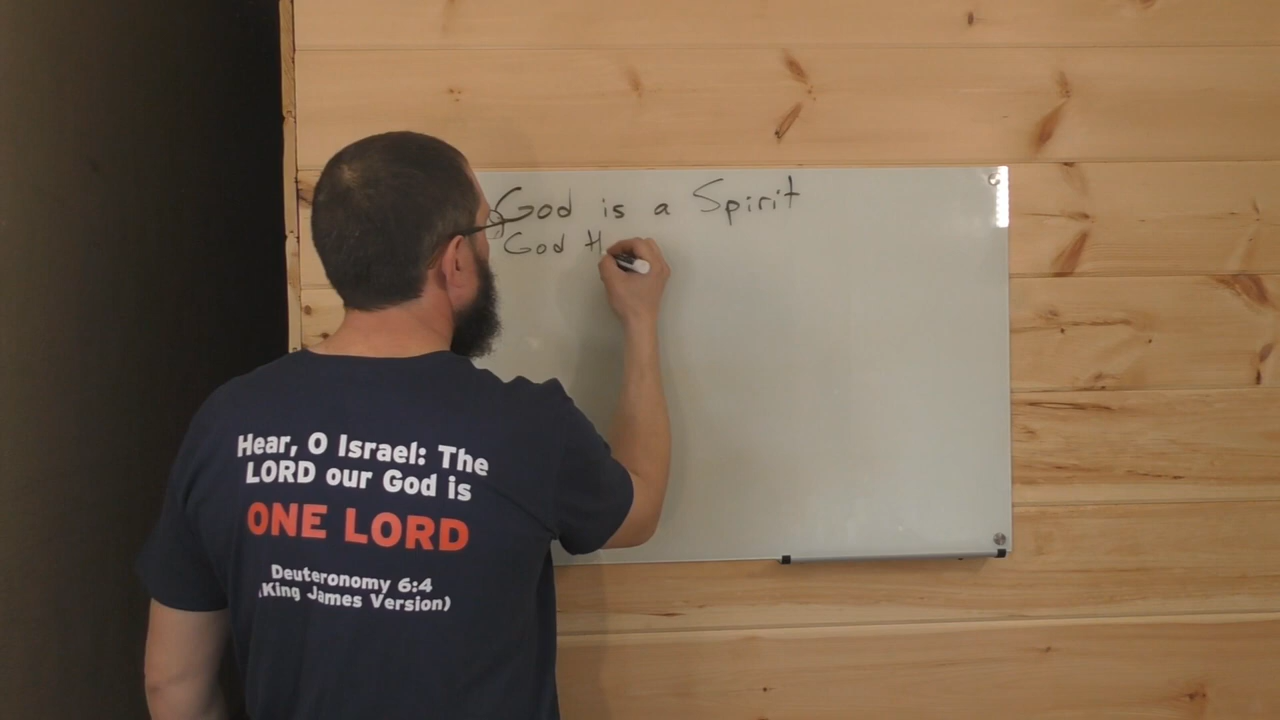 God is a Spirit
God
Hear, O Israel: The
LORD our God is
ONE LORD
Deuteronomy 6:4
(King James Version)